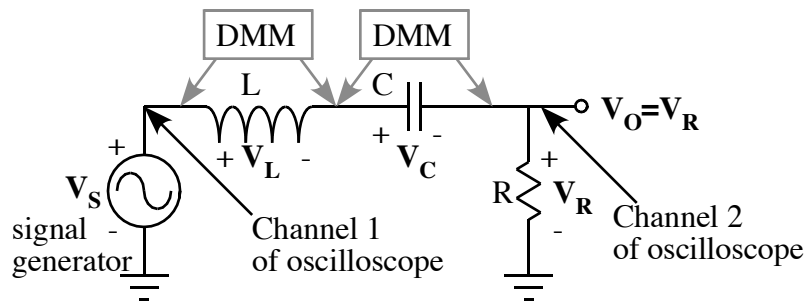 DMM DMM
L C
+ V_L - + V_C - V_O=V_R
+
V_S
-
signal
generator
Channel 1
of oscilloscope
R
+
V_R
-
Channel 2
of oscilloscope